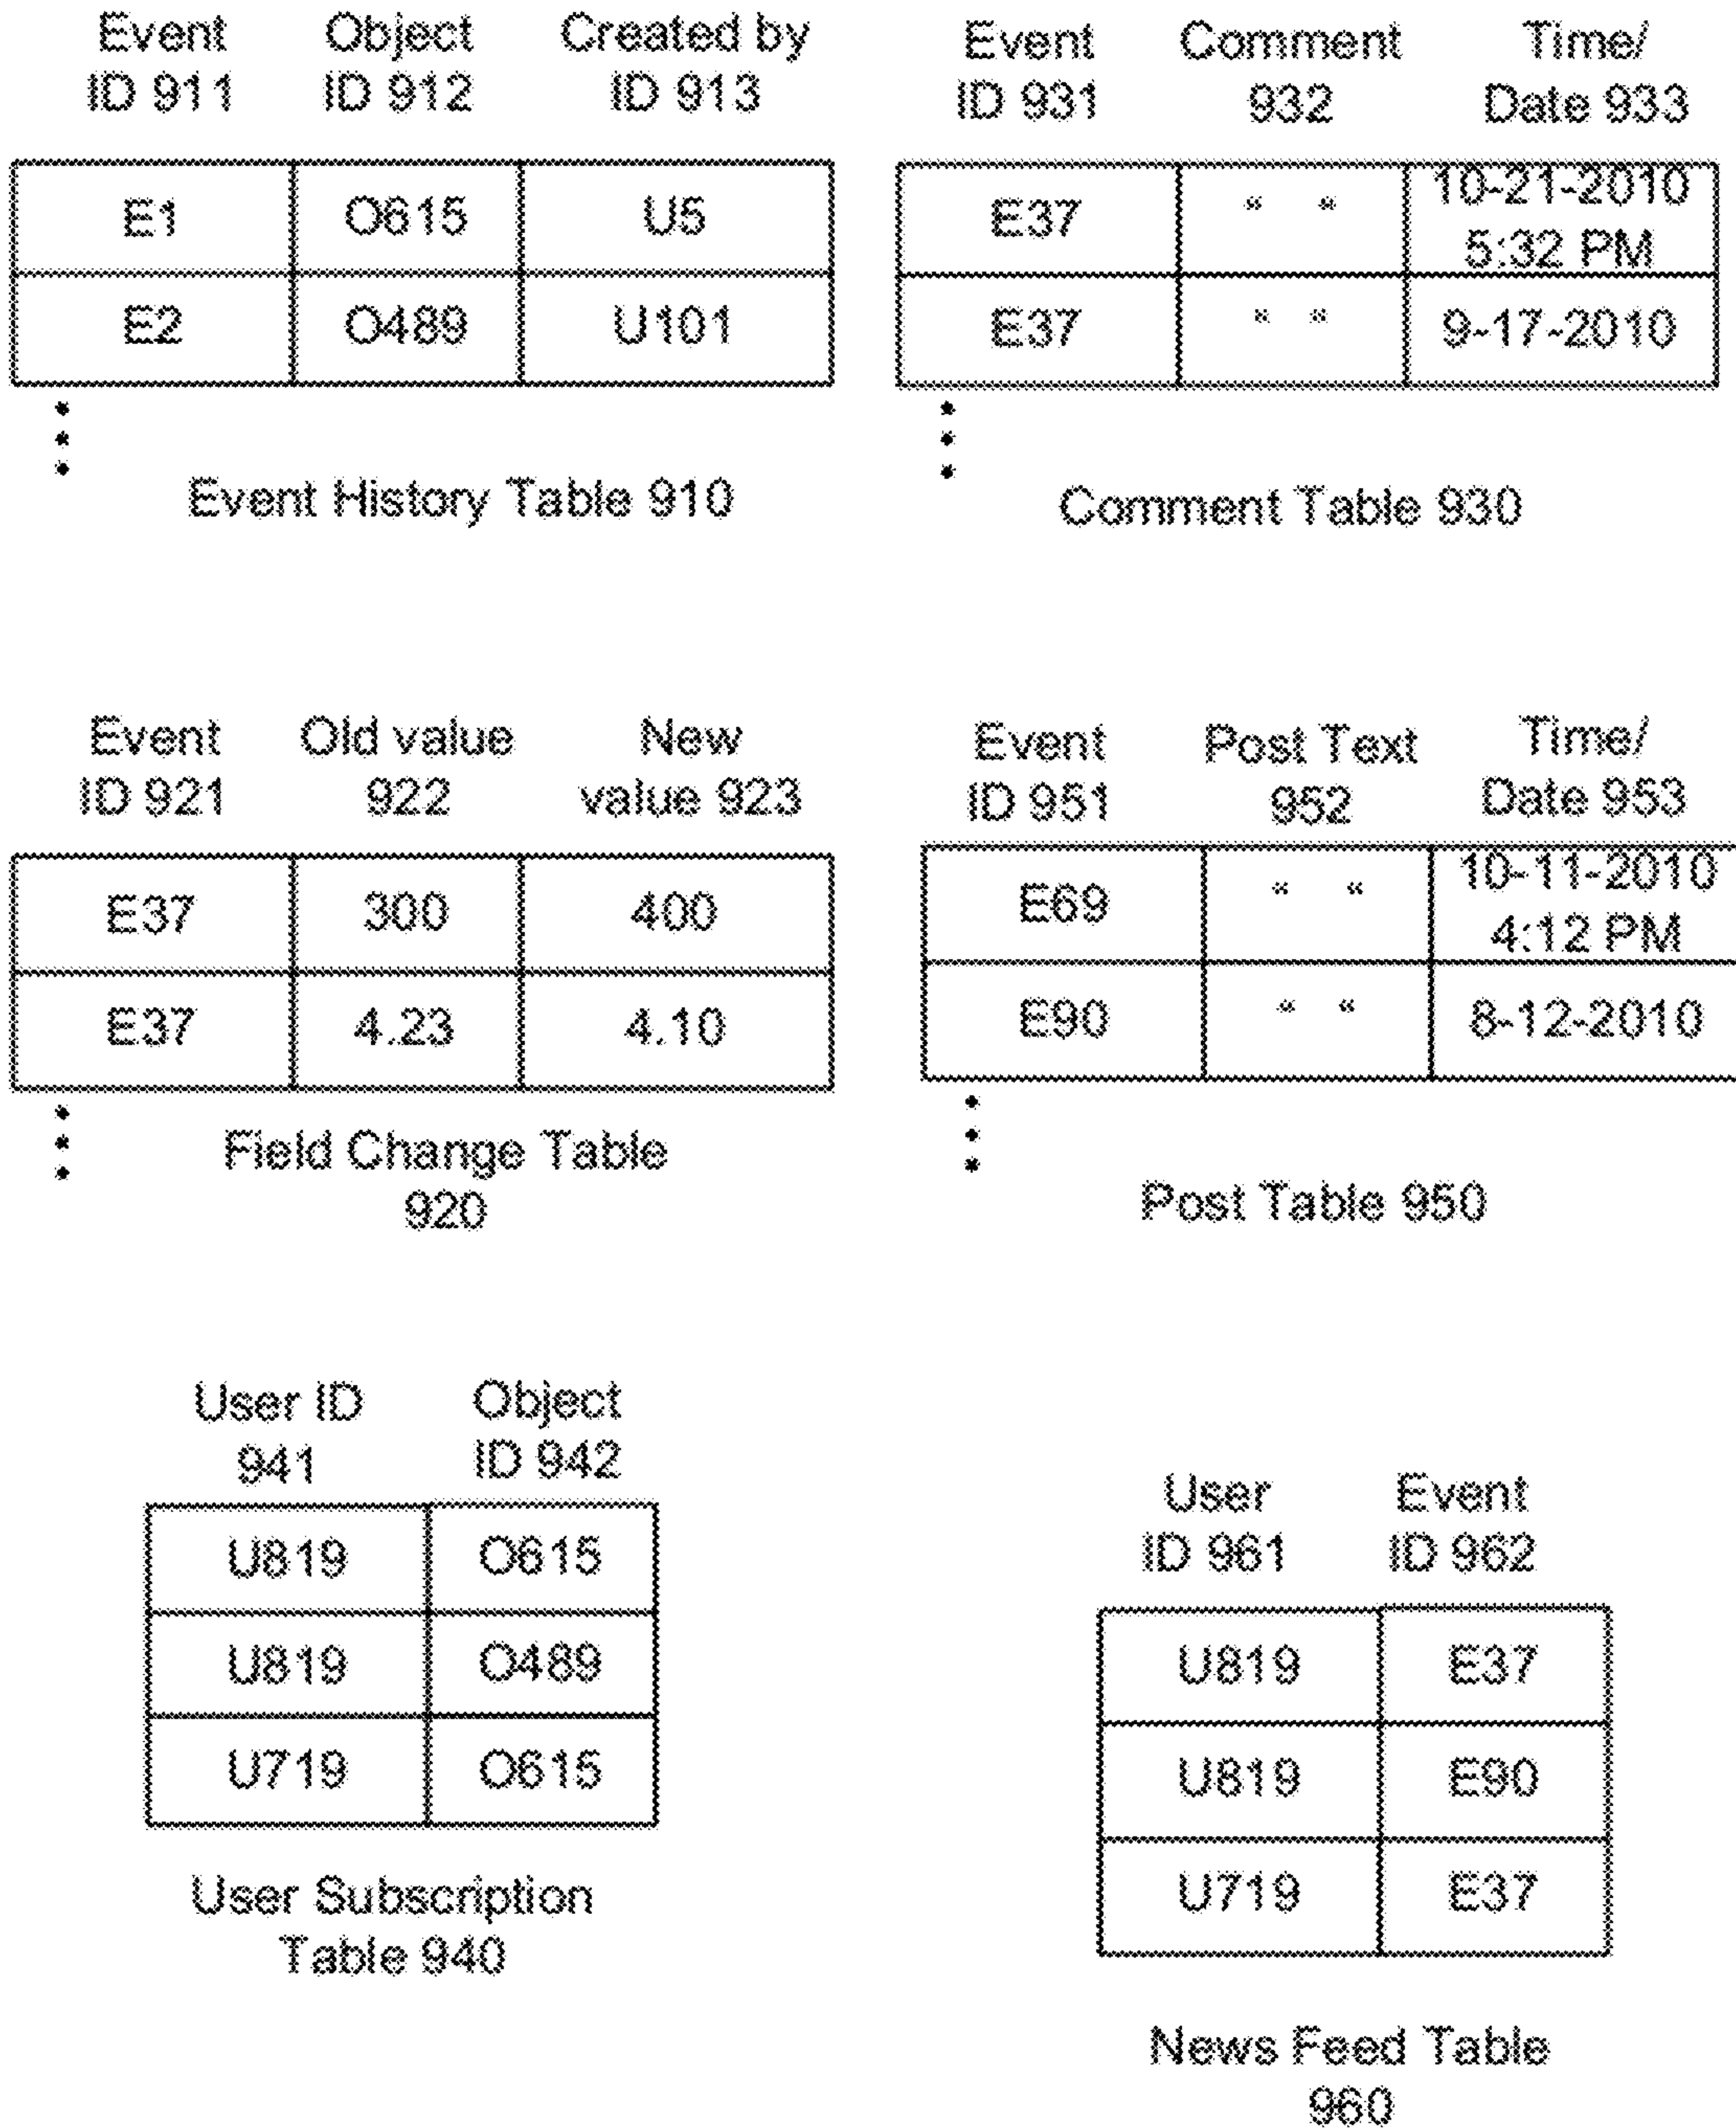 Event Object Created by
ID 911 ID 912 ID 913
E1 O615 U5
E2 O489 U101
Event History Table 910
Event Comment Time/
ID 931 932 Date 933
E37 “ “ 10-21-2010
5:32 PM
E37 “ “ 9-17-2010
Comment Table 930
Event Old value New
ID 921 922 value 923
E37 300 400
E37 4.23 4.10
Field Change Table
920
Event Post Text Time/
ID 951 952 Date 953
E69 “ “ 10-11-2010
4:12 PM
E90 “ “ 8-12-2010
Post Table 950
User ID Object
941 ID 942
U819 O615
U819 O489
U719 O615
User Subscription
Table 940
User Event
ID 961 ID 962
U819 E37
U819 E90
U719 E37
News Feed Table
960